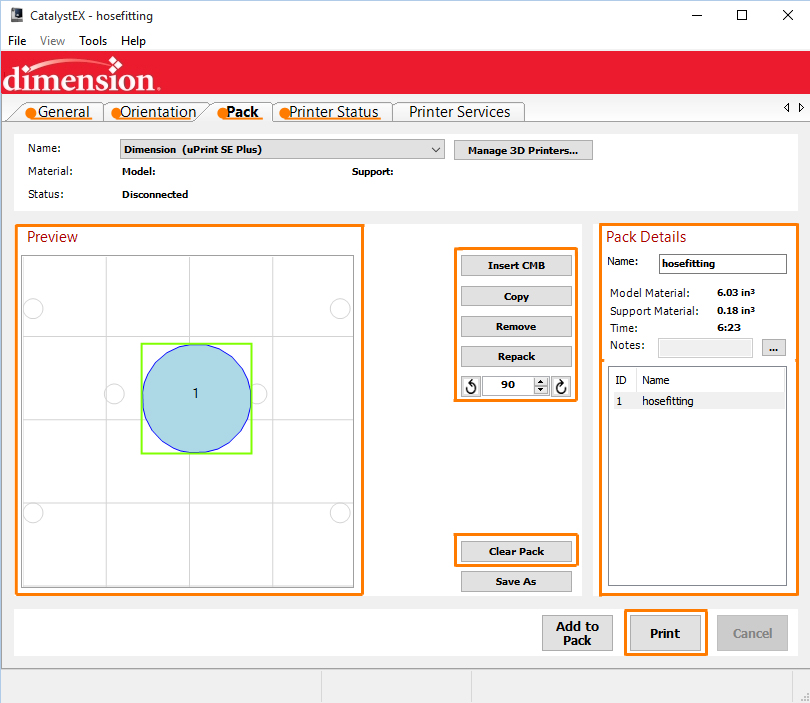 CatalystEX - hosefitting
File View Tools Help
dimension
General Orientation Pack Printer Status Printer Services
Name: Dimension (uPrint SE Plus) Manage 3D Printers...
Material: Model: Support:
Status: Disconnected
Preview
1
Insert CMB
Copy
Remove
Repack
90
Clear Pack
Save As
Pack Details
Name: hosefitting
Model Material: 6.03 in³
Support Material: 0.18 in³
Time: 6:23
Notes: ...
ID Name
1 hosefitting
Add to
Pack
Print
Cancel